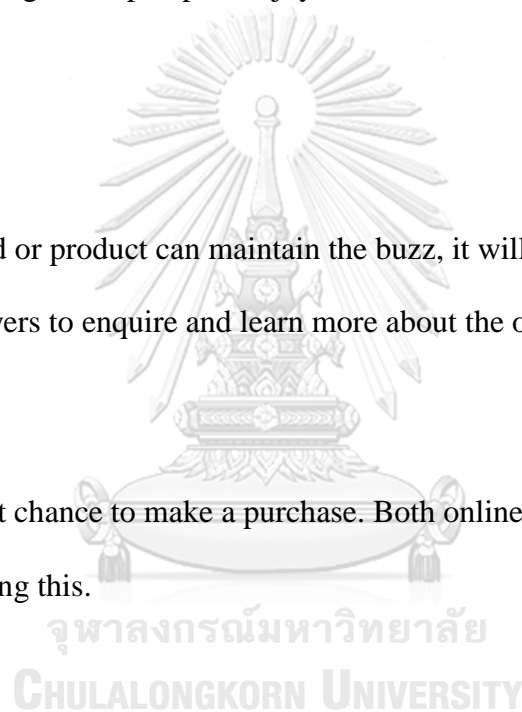 d or product can maintain the buzz, it will
vers to enquire and learn more about the o
t chance to make a purchase. Both online
ng this.
จุฬาลงกรณ์มหาวิทยาลัย
CHULALONGKORN UNIVERSITY